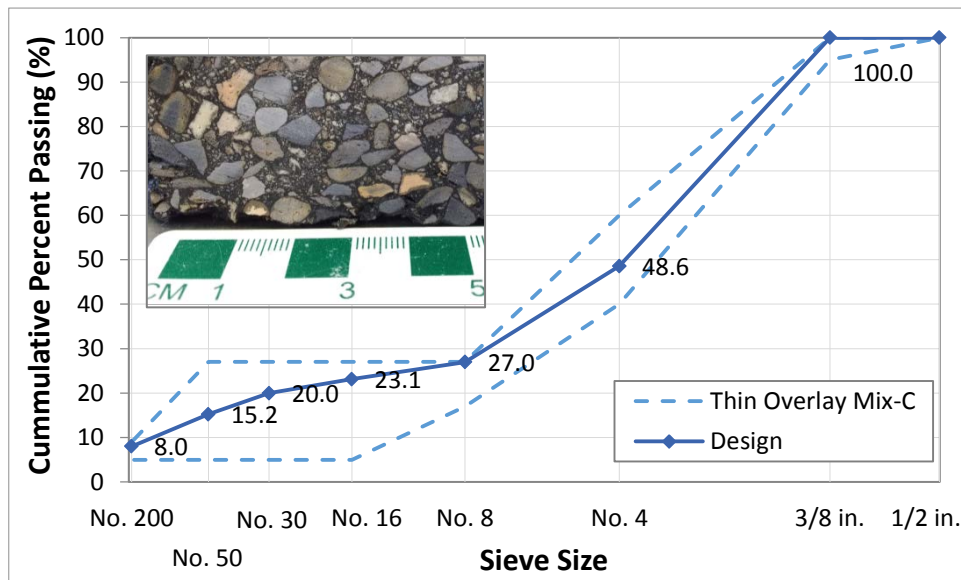 Cummulative Percent Passing (%)
100
90
80
70
60
50
40
30
20
10
0
CM 1 3 5
100.0
48.6
27.0
23.1
20.0
15.2
8.0
Thin Overlay Mix-C
Design
No. 200
No. 50
No. 30
No. 16
No. 8
No. 4
3/8 in.
1/2 in.
Sieve Size